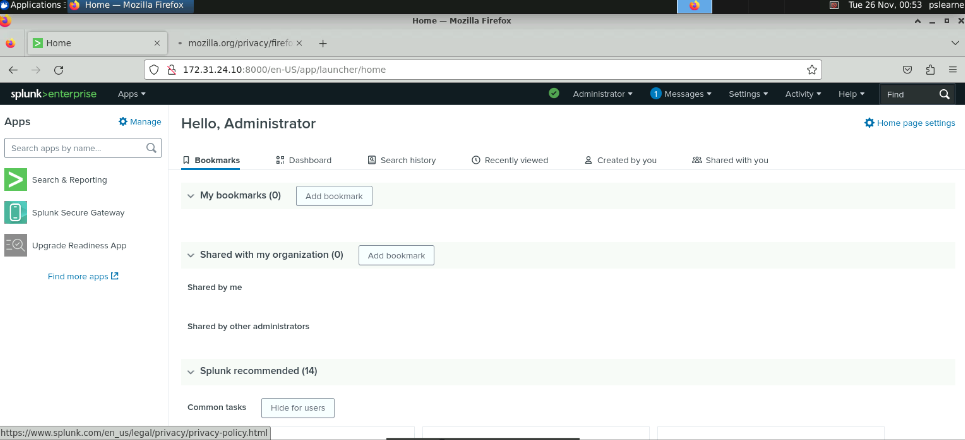 Applications :
Home — Mozilla Firefox
Tue 26 Nov, 00:53 pslearne
Home — Mozilla Firefox
Home
mozilla.org/privacy/firefo
172.31.24.10:8000/en-US/app/launcher/home
splunk>enterprise
Apps
Administrator
1 Messages
Settings
Activity
Help
Find
Apps
Manage
Search apps by name...
Search & Reporting
Splunk Secure Gateway
Upgrade Readiness App
Find more apps
Hello, Administrator
Home page settings
Bookmarks
Dashboard
Search history
Recently viewed
Created by you
Shared with you
My bookmarks (0)
Add bookmark
Shared with my organization (0)
Add bookmark
Shared by me
Shared by other administrators
Splunk recommended (14)
Common tasks
Hide for users
https://www.splunk.com/en_us/legal/privacy/privacy-policy.html